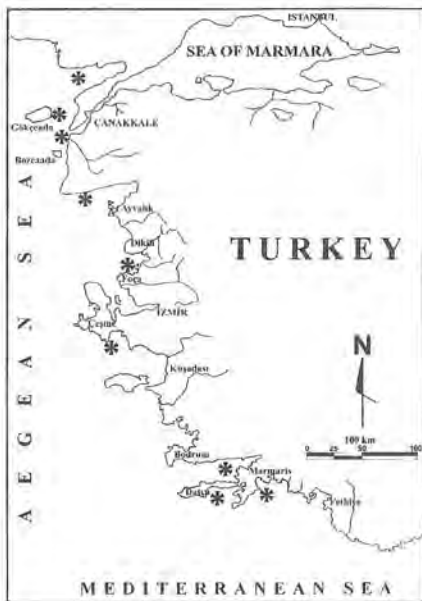 ISTANBUL
SEA OF MARMARA
Gökçeada
ÇANAKKALE
Bozcaada
Ayvalık
Dikili
TURKEY
Foça
İZMİR
Çeşme
Kuşadası
N
100 km
0 25 50 100
Bodrum
Marmaris
Datça
Fethiye
AEGEAN SEA
MEDITERRANEAN SEA